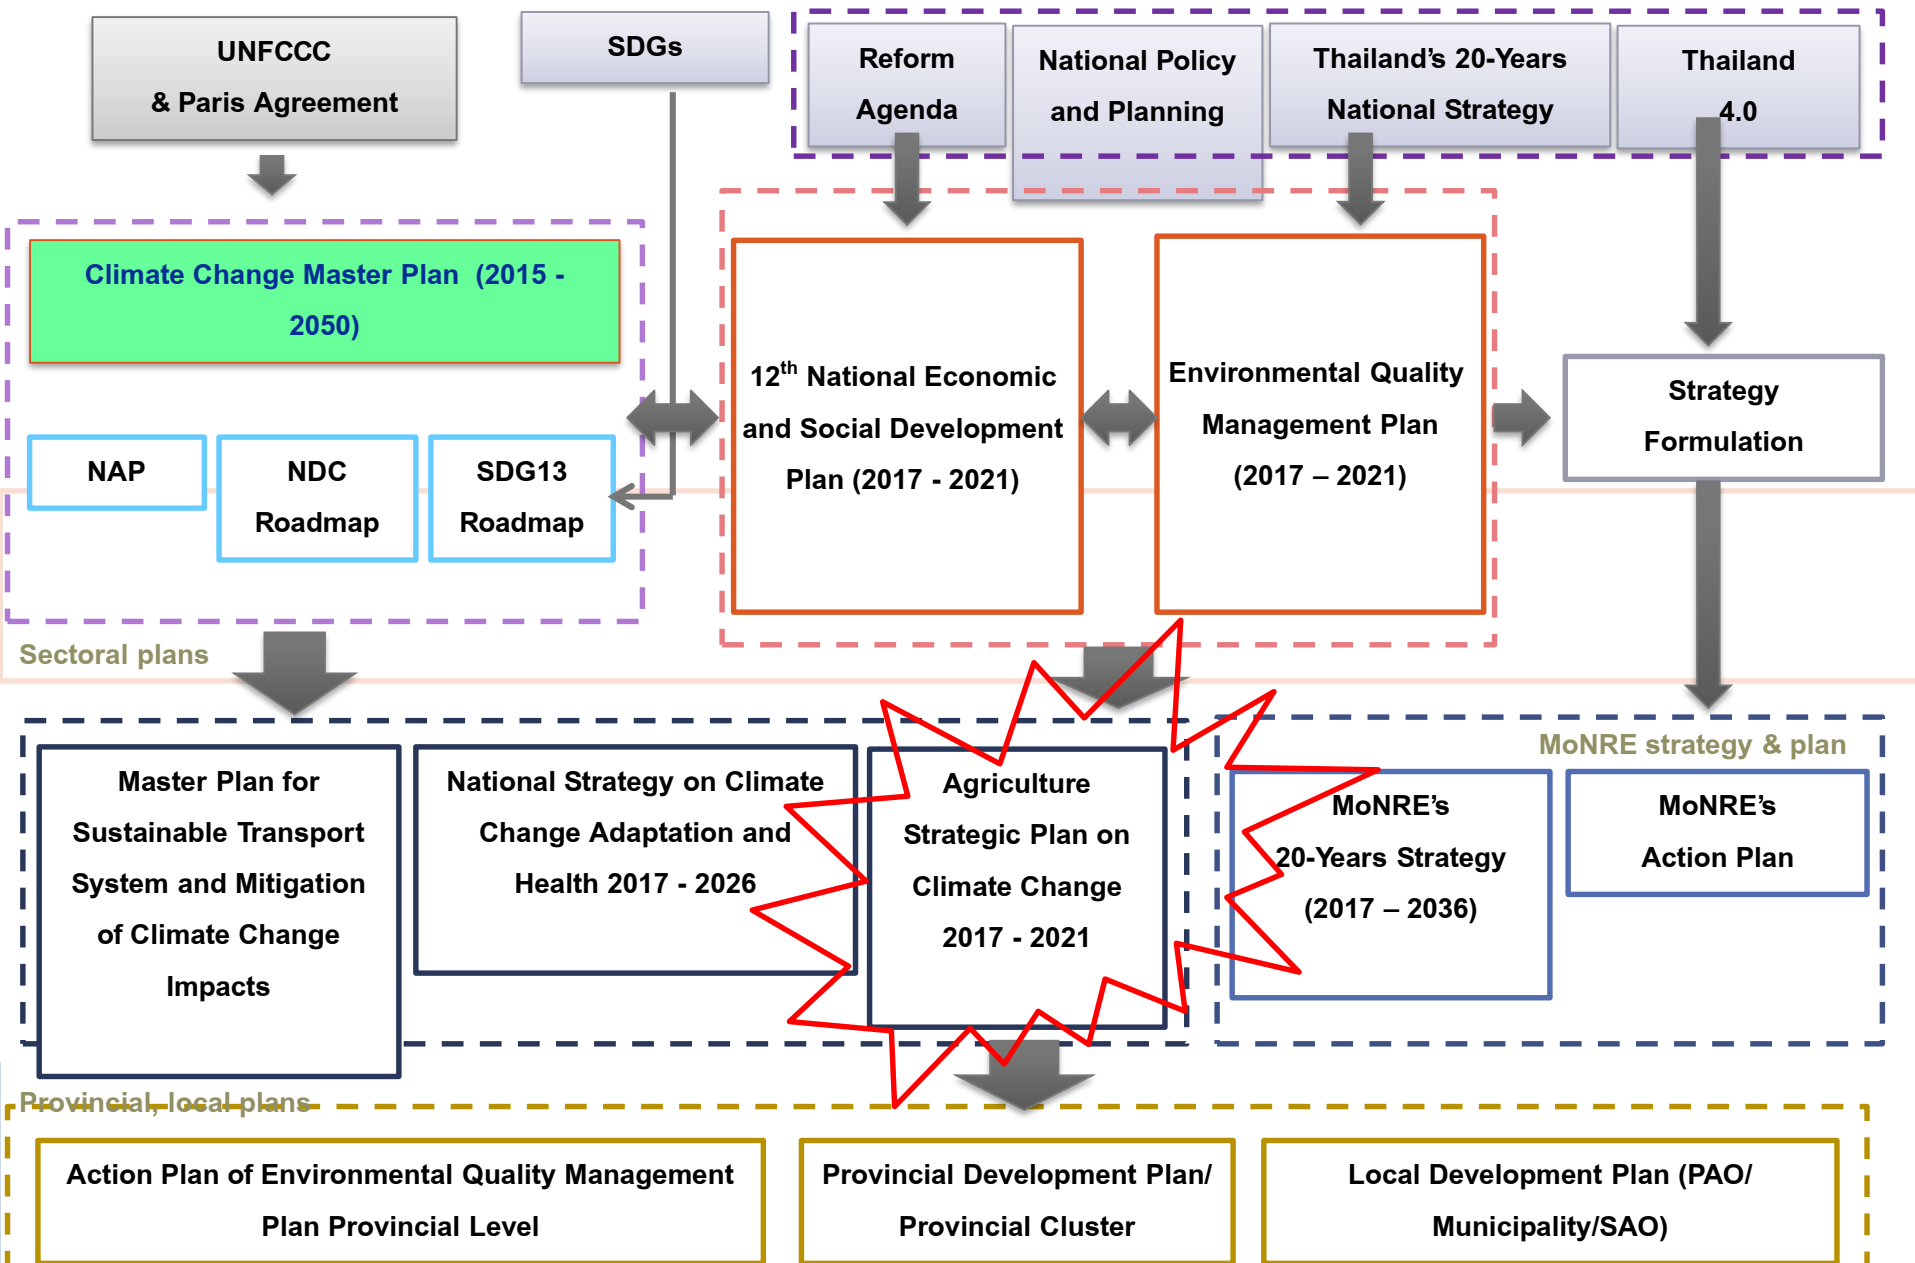 UNFCCC
& Paris Agreement
SDGs
Reform
Agenda
National Policy
and Planning
Thailand’s 20-Years
National Strategy
Thailand
4.0
Climate Change Master Plan (2015 -
2050)
NAP
NDC
Roadmap
SDG13
Roadmap
12th National Economic
and Social Development
Plan (2017 - 2021)
Environmental Quality
Management Plan
(2017 – 2021)
Strategy
Formulation
Sectoral plans
Master Plan for
Sustainable Transport
System and Mitigation
of Climate Change
Impacts
National Strategy on Climate
Change Adaptation and
Health 2017 - 2026
Agriculture
Strategic Plan on
Climate Change
2017 - 2021
MoNRE strategy & plan
MoNRE’s
20-Years Strategy
(2017 – 2036)
MoNRE’s
Action Plan
Provincial, local plans
Action Plan of Environmental Quality Management
Plan Provincial Level
Provincial Development Plan/
Provincial Cluster
Local Development Plan (PAO/
Municipality/SAO)